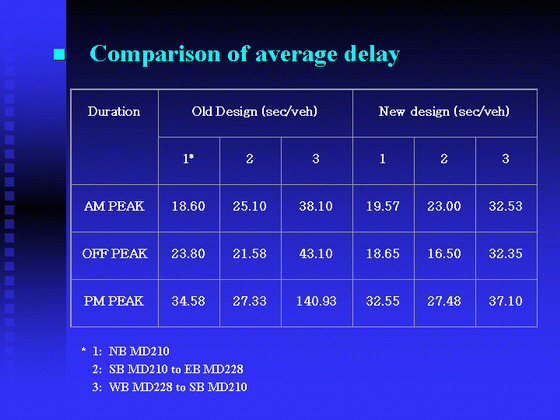 Comparison of average delay
Duration Old Design (sec/veh) New design (sec/veh)
1* 2 3 1 2 3
AM PEAK 18.60 25.10 38.10 19.57 23.00 32.53
OFF PEAK 23.80 21.58 43.10 18.65 16.50 32.35
PM PEAK 34.58 27.33 140.93 32.55 27.48 37.10
* 1: NB MD210
2: SB MD210 to EB MD228
3: WB MD228 to SB MD210